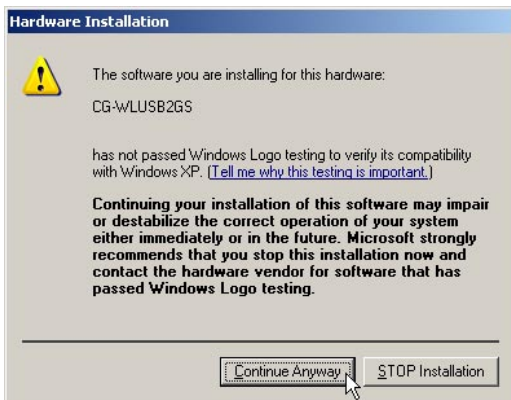 Hardware Installation
The software you are installing for this hardware:
CG-WLUSB2GS
has not passed Windows Logo testing to verify its compatibility
with Windows XP. (Tell me why this testing is important.)
Continuing your installation of this software may impair
or destabilize the correct operation of your system
either immediately or in the future. Microsoft strongly
recommends that you stop this installation now and
contact the hardware vendor for software that has
passed Windows Logo testing.
Continue Anyway STOP Installation